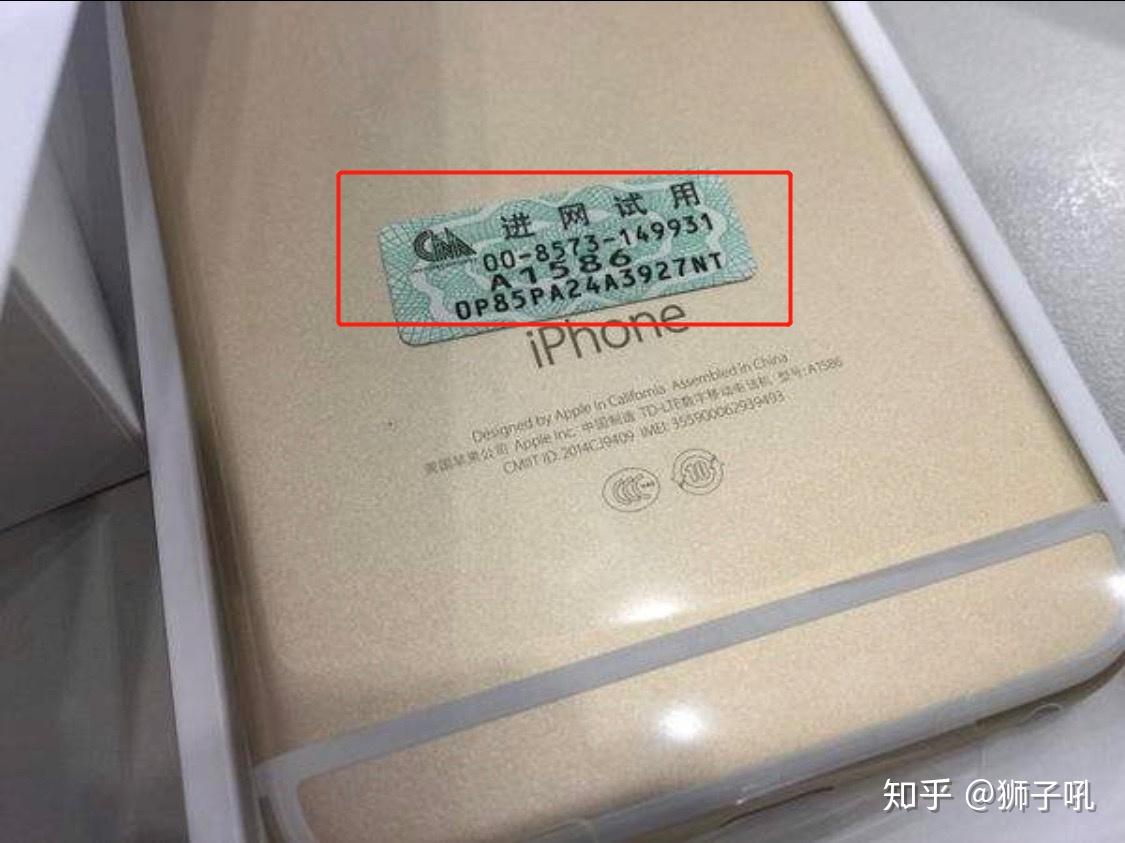 进网试用
CMA
00-8573-149931
A1586
0P85PA24A3927NT
iPhone
Designed by Apple in California Assembled in China
美国苹果公司 Apple Inc. 中国制造 TD-LTE数字移动电话机 型号:A1586
CMIIT ID: 2014CJ9409 IMEI: 355900062939493
10
知乎 @狮子吼